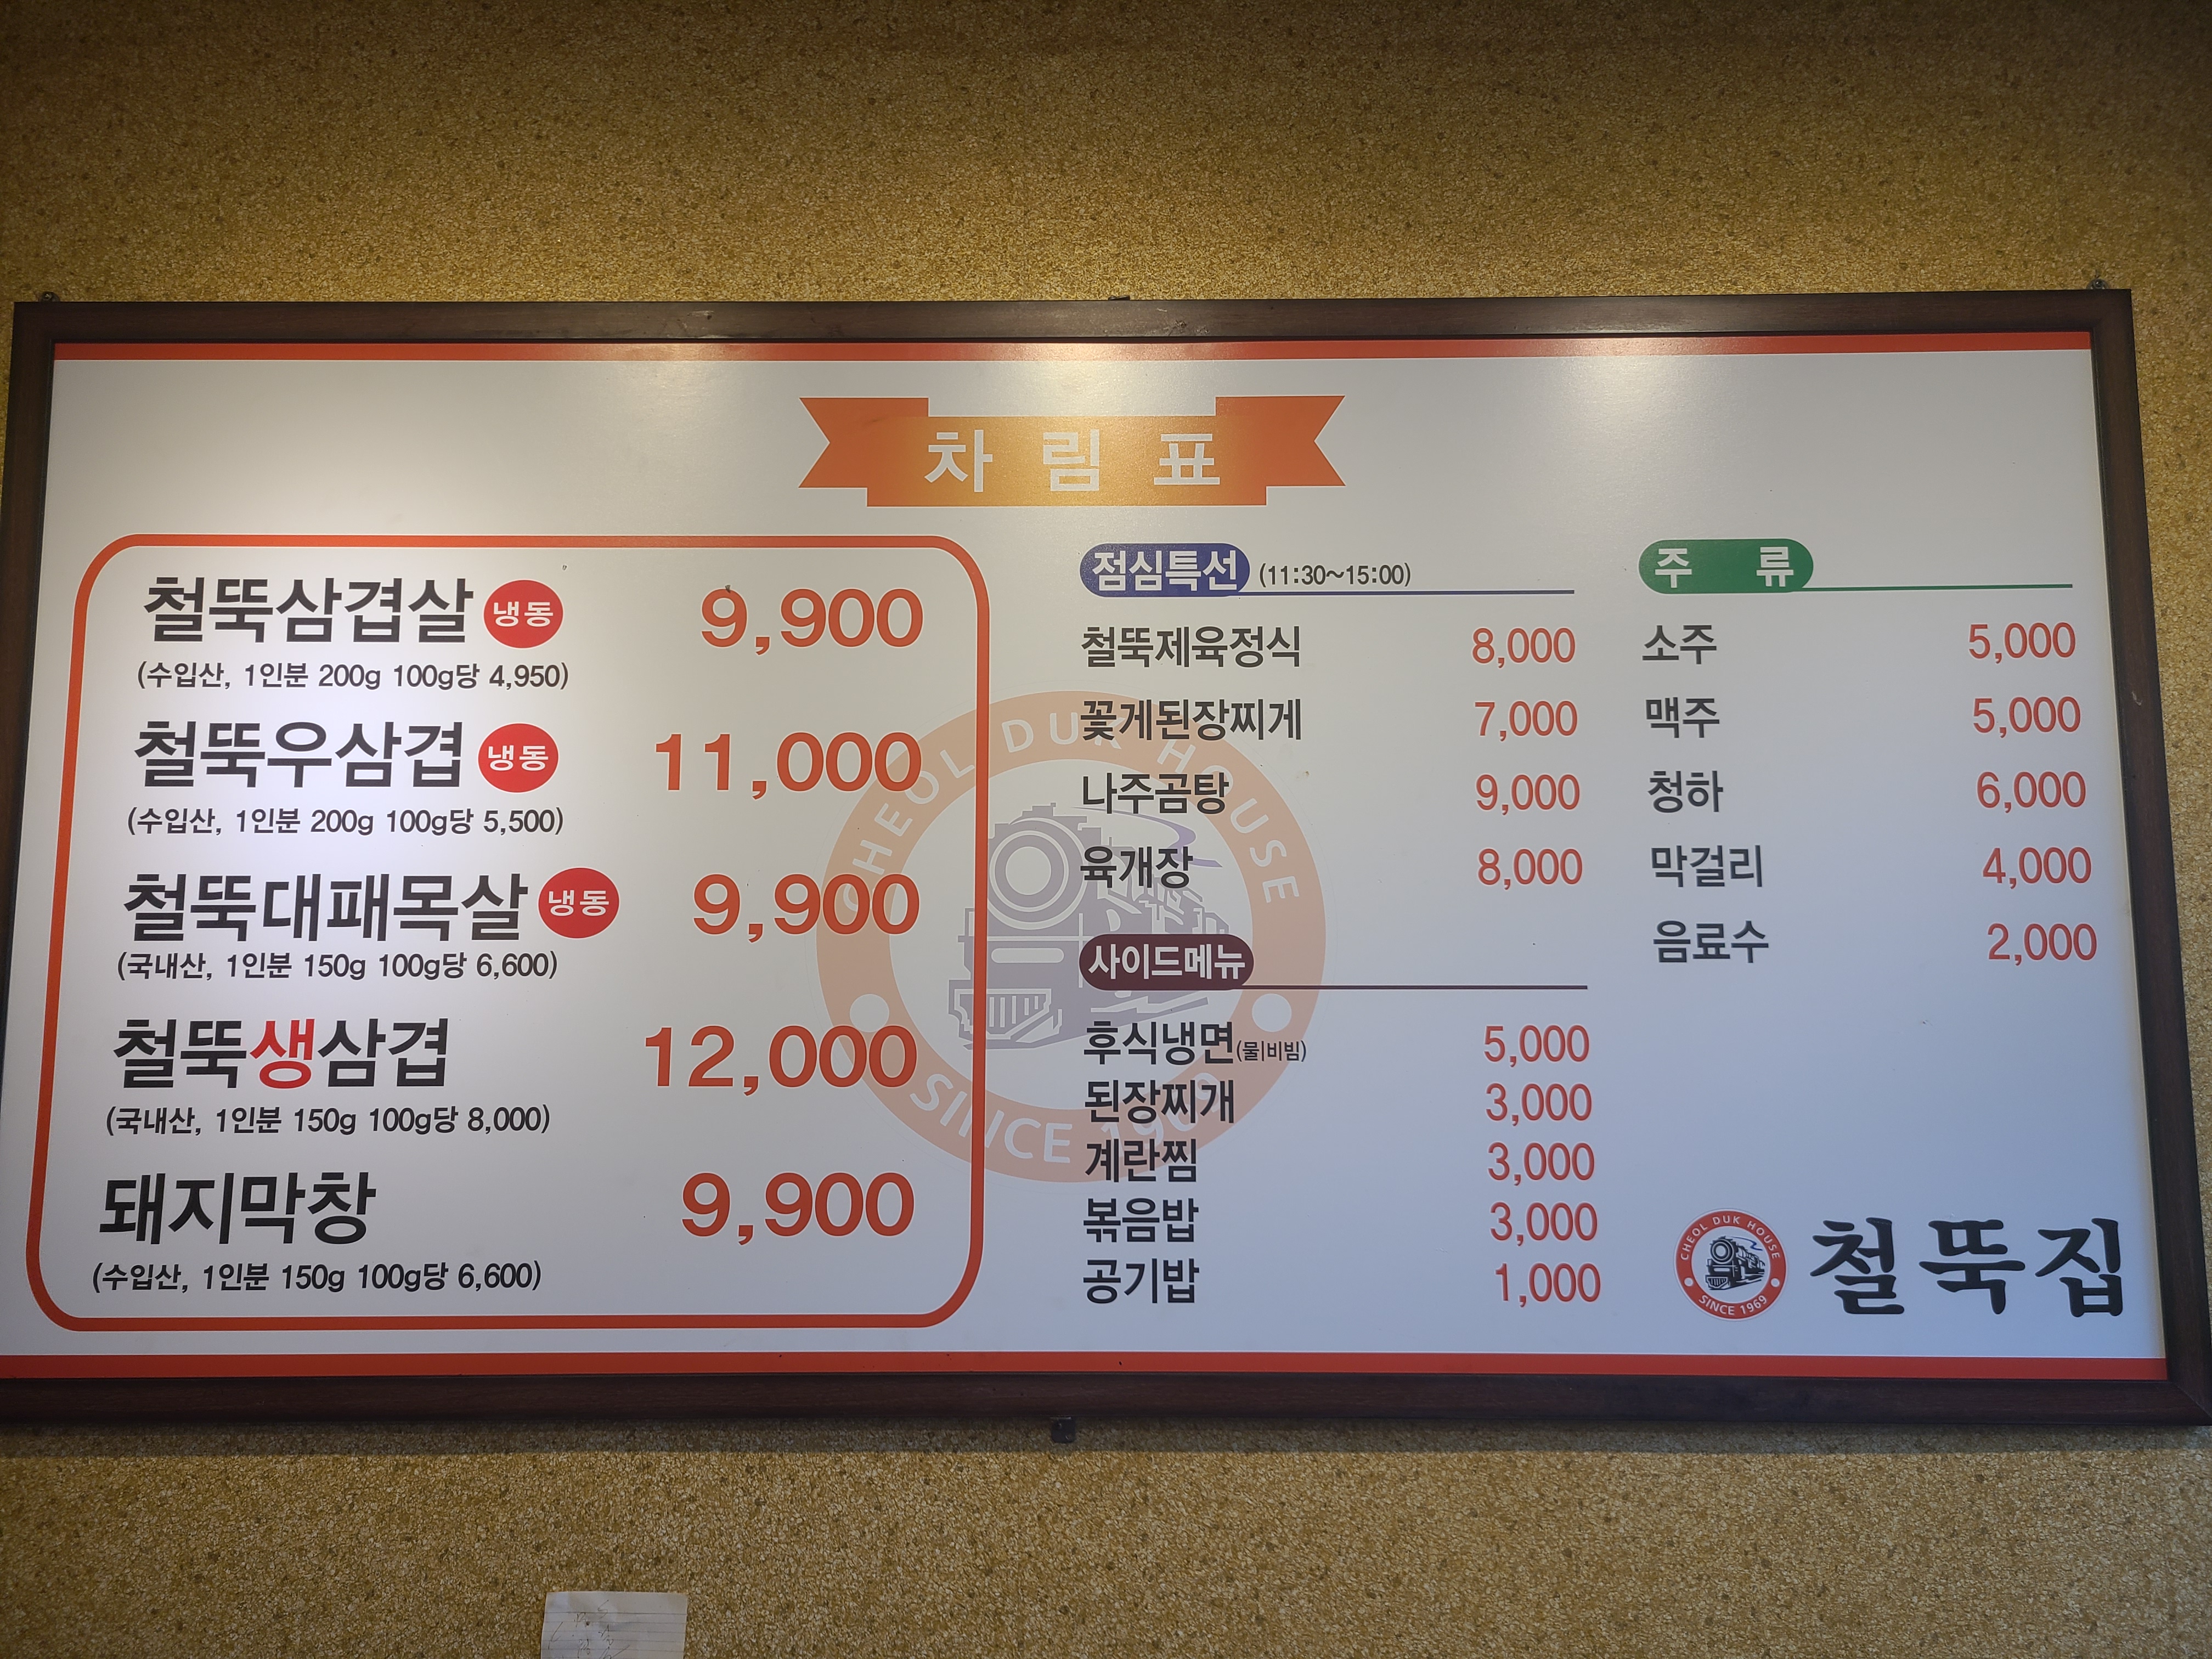 차 림 표
철뚝삼겹살 냉동 9,900
(수입산, 1인분 200g 100g당 4,950)
철뚝우삼겹 냉동 11,000
(수입산, 1인분 200g 100g당 5,500)
철뚝대패목살 냉동 9,900
(국내산, 1인분 150g 100g당 6,600)
철뚝생삼겹 12,000
(국내산, 1인분 150g 100g당 8,000)
돼지막창 9,900
(수입산, 1인분 150g 100g당 6,600)
점심특선 (11:30~15:00)
철뚝제육정식 8,000
꽃게된장찌게 7,000
나주곰탕 9,000
육개장 8,000
사이드메뉴
후식냉면(물|비빔) 5,000
된장찌개 3,000
계란찜 3,000
볶음밥 3,000
공기밥 1,000
주 류
소주 5,000
맥주 5,000
청하 6,000
막걸리 4,000
음료수 2,000
CHEOL DUK HOUSE
SINCE 1969
CHEOL DUK HOUSE
SINCE 1969
철뚝집